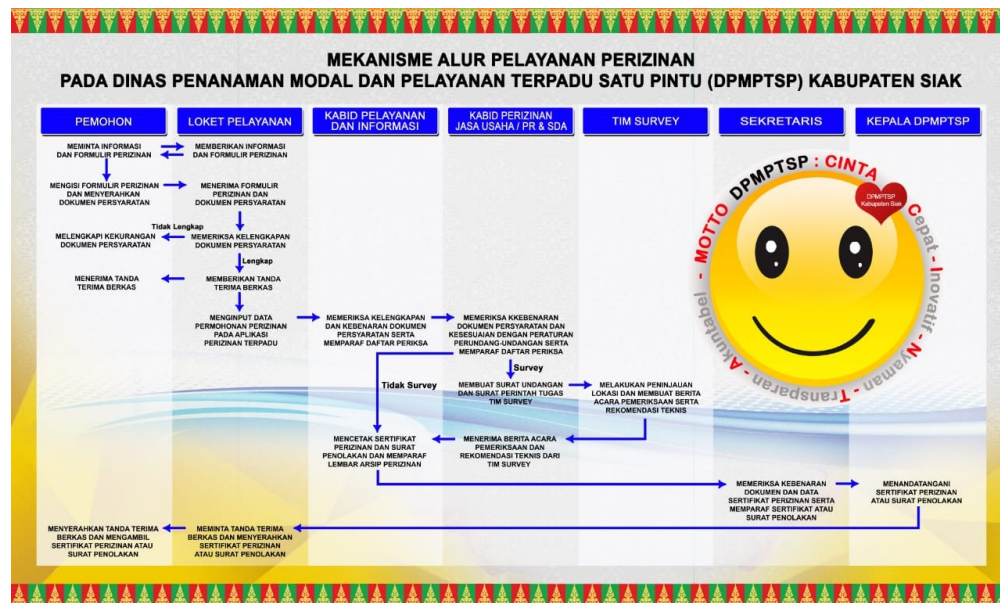 MEKANISME ALUR PELAYANAN PERIZINAN
PADA DINAS PENANAMAN MODAL DAN PELAYANAN TERPADU SATU PINTU (DPMPTSP) KABUPATEN SIAK
PEMOHON
LOKET PELAYANAN
KABID PELAYANAN
DAN INFORMASI
KABID PERIZINAN
JASA USAHA / PR & SDA
TIM SURVEY
SEKRETARIS
KEPALA DPMPTSP
MEMINTA INFORMASI
DAN FORMULIR PERIZINAN
MEMBERIKAN INFORMASI
DAN FORMULIR PERIZINAN
MENGISI FORMULIR PERIZINAN
DAN MENYERAHKAN
DOKUMEN PERSYARATAN
MENERIMA FORMULIR
PERIZINAN DAN
DOKUMEN PERSYARATAN
Tidak Lengkap
MELENGKAPI KEKURANGAN
DOKUMEN PERSYARATAN
MEMERIKSA KELENGKAPAN
DOKUMEN PERSYARATAN
Lengkap
MENERIMA TANDA
TERIMA BERKAS
MEMBERIKAN TANDA
TERIMA BERKAS
MENGINPUT DATA
PERMOHONAN PERIZINAN
PADA APLIKASI
PERIZINAN TERPADU
MEMERIKSA KELENGKAPAN
DAN KEBENARAN DOKUMEN
PERSYARATAN SERTA
MEMPARAF DAFTAR PERIKSA
MEMERIKSA KKEBENARAN
DOKUMEN PERSYARATAN DAN
KESESUAIAN DENGAN PERATURAN
PERUNDANG-UNDANGAN SERTA
MEMPARAF DAFTAR PERIKSA
Survey
Tidak Survey
MEMBUAT SURAT UNDANGAN
DAN SURAT PERINTAH TUGAS
TIM SURVEY
MELAKUKAN PENINJAUAN
LOKASI DAN MEMBUAT BERITA
ACARA PEMERIKSAAN SERTA
REKOMENDASI TEKNIS
MENCETAK SERTIFIKAT
PERIZINAN DAN SURAT
PENOLAKAN DAN MEMPARAF
LEMBAR ARSIP PERIZINAN
MENERIMA BERITA ACARA
PEMERIKSAAN DAN
REKOMENDASI TEKNIS DARI
TIM SURVEY
MEMERIKSA KEBENARAN
DOKUMEN DAN DATA
SERTIFIKAT PERIZINAN SERTA
MEMPARAF SERTIFIKAT ATAU
SURAT PENOLAKAN
MENANDATANGANI
SERTIFIKAT PERIZINAN
ATAU SURAT PENOLAKAN
MENYERAHKAN TANDA TERIMA
BERKAS DAN MENGAMBIL
SERTIFIKAT PERIZINAN ATAU
SURAT PENOLAKAN
MEMINTA TANDA TERIMA
BERKAS DAN MENYERAHKAN
SERTIFIKAT PERIZINAN
ATAU SURAT PENOLAKAN
MOTTO DPMPTSP : CINTA
Cepat - Inovatif - Nyaman - Transparan - Akuntabel -
DPMPTSP
Kabupaten Siak